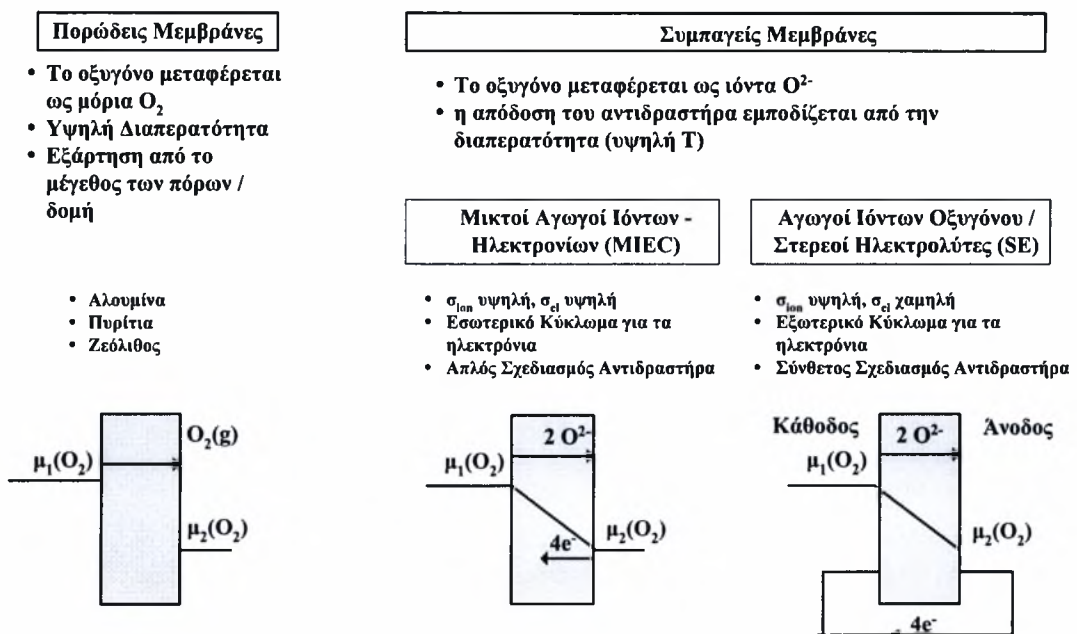 Πορώδεις Μεμβράνες
• Το οξυγόνο μεταφέρεται
ως μόρια O₂
• Υψηλή Διαπερατότητα
• Εξάρτηση από το
μέγεθος των πόρων /
δομή
• Αλουμίνα
• Πυρίτια
• Ζεόλιθος
μ₁(O₂)
O₂(g)
μ₂(O₂)
Συμπαγείς Μεμβράνες
• Το οξυγόνο μεταφέρεται ως ιόντα O²⁻
• η απόδοση του αντιδραστήρα εμποδίζεται από την
διαπερατότητα (υψηλή Τ)
Μικτοί Αγωγοί Ιόντων -
Ηλεκτρονίων (MIEC)
• σ_ion υψηλή, σ_el υψηλή
• Εσωτερικό Κύκλωμα για τα
ηλεκτρόνια
• Απλός Σχεδιασμός Αντιδραστήρα
2 O²⁻
μ₁(O₂)
μ₂(O₂)
4e⁻
Αγωγοί Ιόντων Οξυγόνου /
Στερεοί Ηλεκτρολύτες (SE)
• σ_ion υψηλή, σ_el χαμηλή
• Εξωτερικό Κύκλωμα για τα
ηλεκτρόνια
• Σύνθετος Σχεδιασμός Αντιδραστήρα
Κάθοδος
2 O²⁻
Άνοδος
μ₁(O₂)
μ₂(O₂)
4e⁻